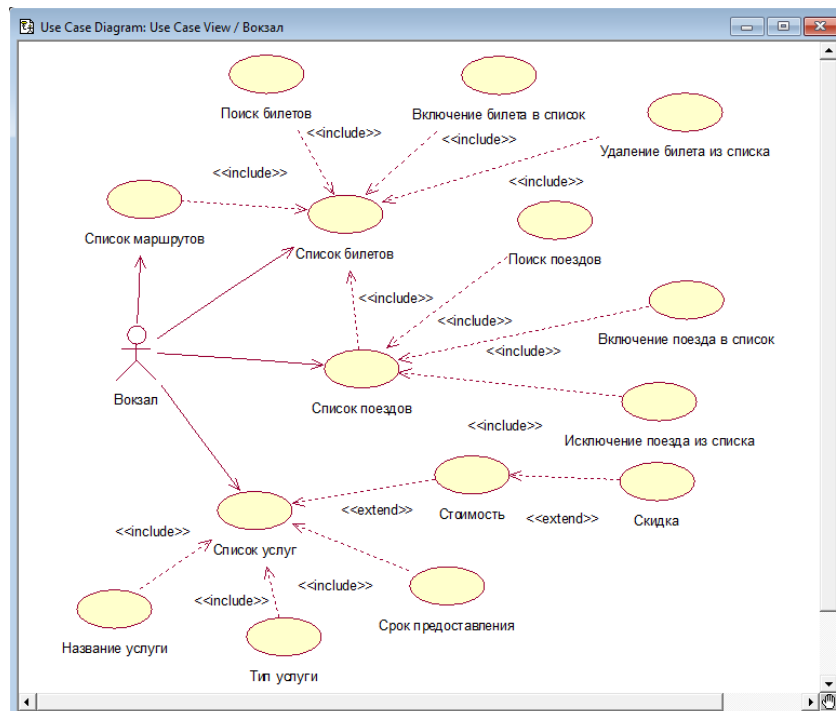 Use Case Diagram: Use Case View / Вокзал
Поиск билетов
Включение билета в список
<<include>>
<<include>>
Удаление билета из списка
<<include>>
<<include>>
Список маршрутов
Список билетов
Поиск поездов
<<include>>
<<include>>
Включение поезда в список
<<include>>
Вокзал
Список поездов
<<include>>
Исключение поезда из списка
<<extend>>
Стоимость
<<extend>>
Скидка
<<include>>
Список услуг
<<include>>
<<include>>
Срок предоставления
Название услуги
Тип услуги